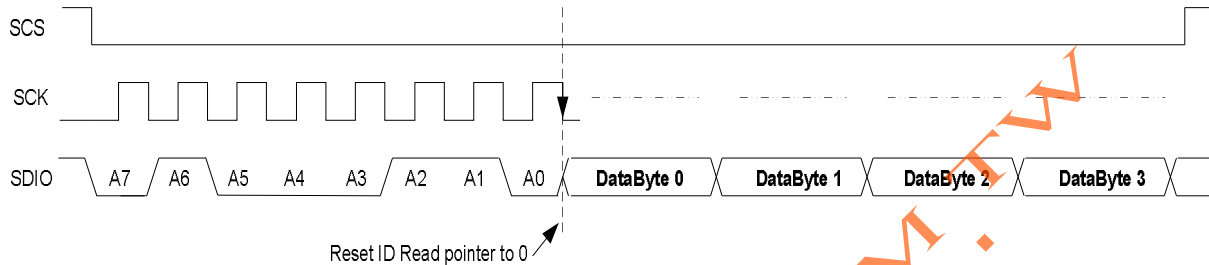 SCS
SCK
SDIO A7 A6 A5 A4 A3 A2 A1 A0 DataByte 0 DataByte 1 DataByte 2 DataByte 3
Reset ID Read pointer to 0
M.TW